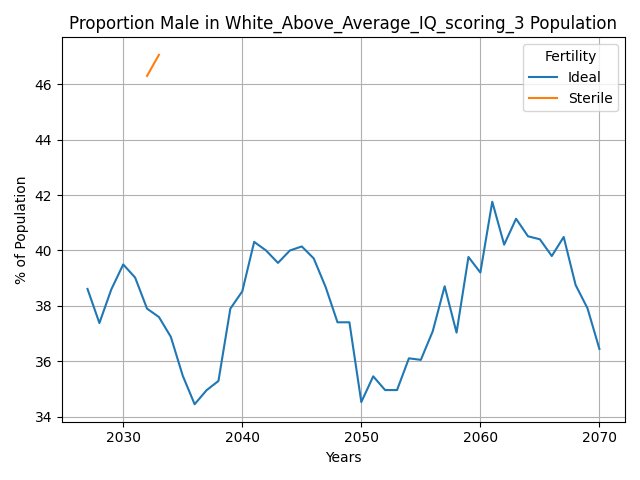 Proportion Male in White_Above_Average_IQ_scoring_3 Population
Fertility
Ideal
Sterile
% of Population
46
44
42
40
38
36
34
2030
2040
2050
2060
2070
Years